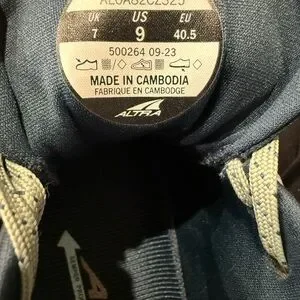 UK US EU
7 9 40.5
500264 09-23
MADE IN CAMBODIA
FABRIQUE EN CAMBODGE
ALTRA